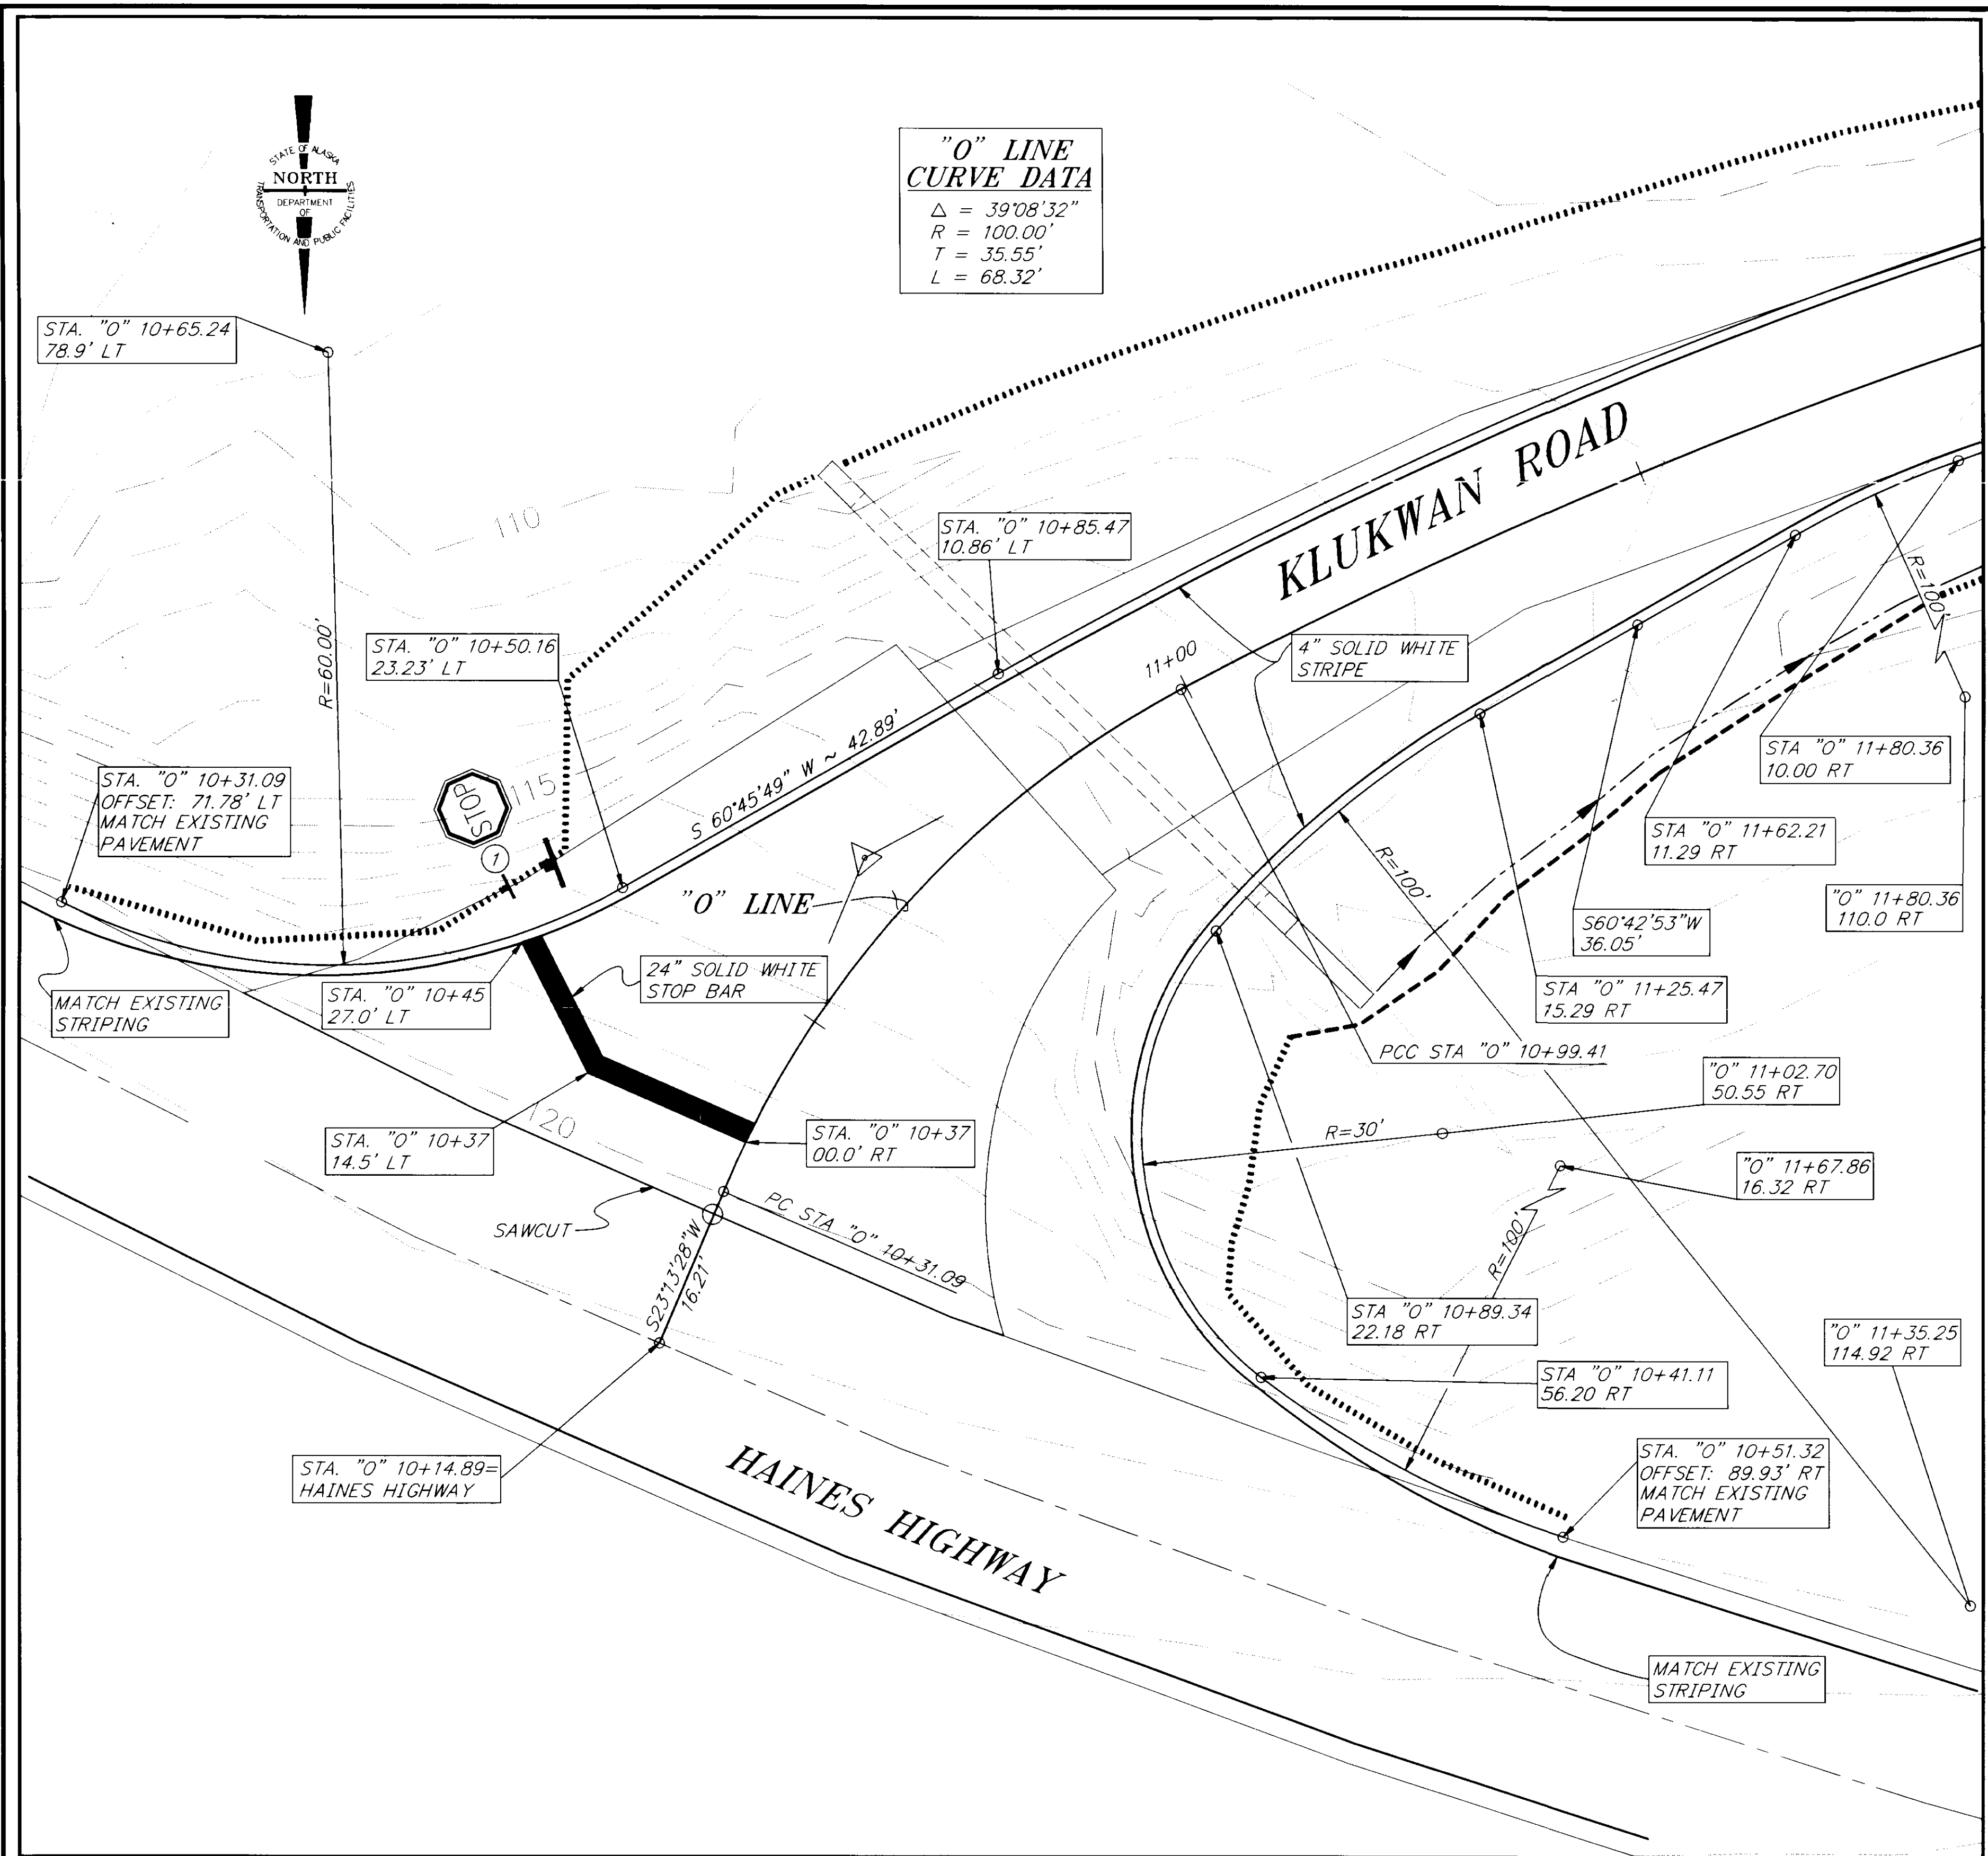 STATE OF ALASKA
NORTH
DEPARTMENT
OF
TRANSPORTATION AND PUBLIC FACILITIES
"O" LINE
CURVE DATA
Δ = 39°08'32"
R = 100.00'
T = 35.55'
L = 68.32'
STA. "O" 10+65.24
78.9' LT
R=60.00'
110
STA. "O" 10+85.47
10.86' LT
KLUKWAN ROAD
R=100'
STA. "O" 10+50.16
23.23' LT
11+00
4" SOLID WHITE
STRIPE
STA. "O" 10+31.09
OFFSET: 71.78' LT
MATCH EXISTING
PAVEMENT
STOP
1
115
S 60°45'49" W ~ 42.89'
STA "O" 11+80.36
10.00 RT
STA "O" 11+62.21
11.29 RT
R=100'
"O" LINE
"O" 11+80.36
110.0 RT
S60°42'53"W
36.05'
24" SOLID WHITE
STOP BAR
STA. "O" 10+45
27.0' LT
MATCH EXISTING
STRIPING
STA "O" 11+25.47
15.29 RT
PCC STA "O" 10+99.41
"O" 11+02.70
50.55 RT
120
STA. "O" 10+37
14.5' LT
STA. "O" 10+37
00.0' RT
R=30'
"O" 11+67.86
16.32 RT
SAWCUT
PC STA "O" 10+31.09
S23°13'28"W
16.21'
R=100'
STA "O" 10+89.34
22.18 RT
"O" 11+35.25
114.92 RT
STA "O" 10+41.11
56.20 RT
STA. "O" 10+14.89=
HAINES HIGHWAY
HAINES HIGHWAY
STA. "O" 10+51.32
OFFSET: 89.93' RT
MATCH EXISTING
PAVEMENT
MATCH EXISTING
STRIPING